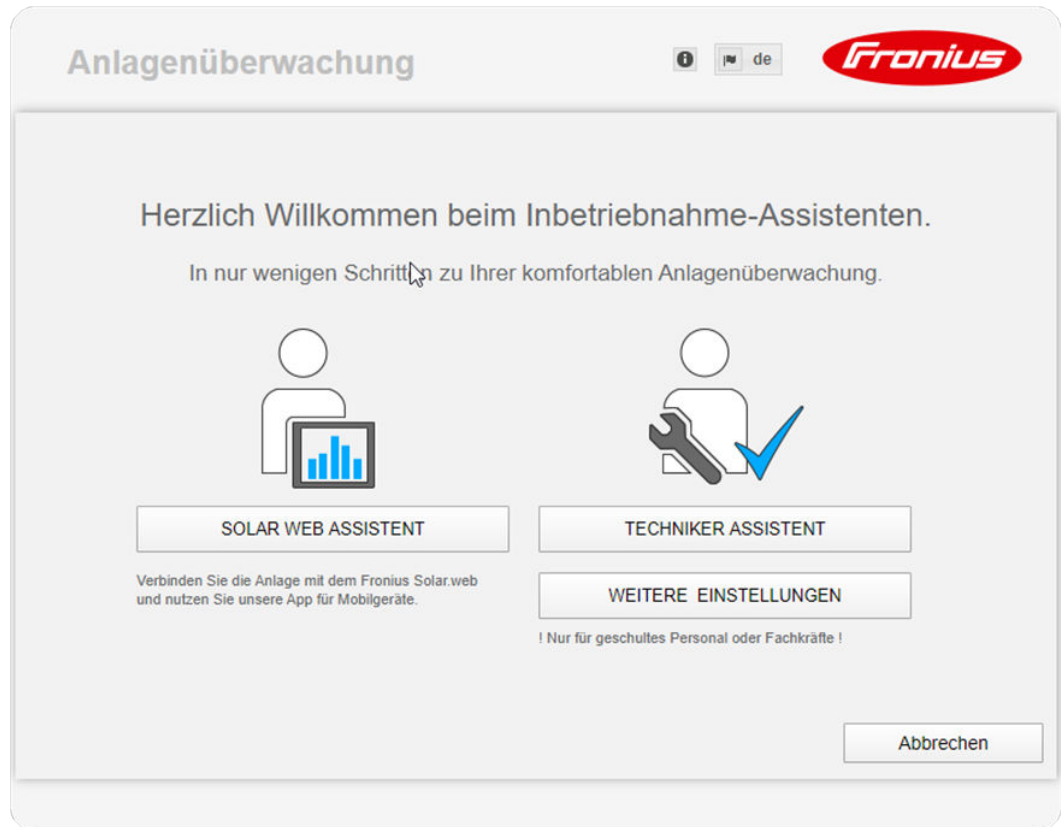 Anlagenüberwachung
de
Fronius
Herzlich Willkommen beim Inbetriebnahme-Assistenten.
In nur wenigen Schritten zu Ihrer komfortablen Anlagenüberwachung.
SOLAR WEB ASSISTENT
Verbinden Sie die Anlage mit dem Fronius Solar.web
und nutzen Sie unsere App für Mobilgeräte.
TECHNIKER ASSISTENT
WEITERE EINSTELLUNGEN
! Nur für geschultes Personal oder Fachkräfte !
Abbrechen